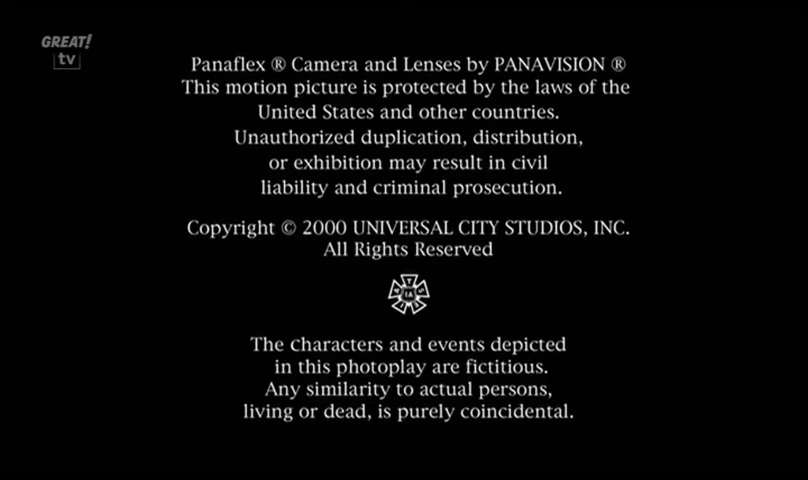 GREAT!
tv
Panaflex ® Camera and Lenses by PANAVISION ®
This motion picture is protected by the laws of the
United States and other countries.
Unauthorized duplication, distribution,
or exhibition may result in civil
liability and criminal prosecution.
Copyright © 2000 UNIVERSAL CITY STUDIOS, INC.
All Rights Reserved
IA T S E
The characters and events depicted
in this photoplay are fictitious.
Any similarity to actual persons,
living or dead, is purely coincidental.